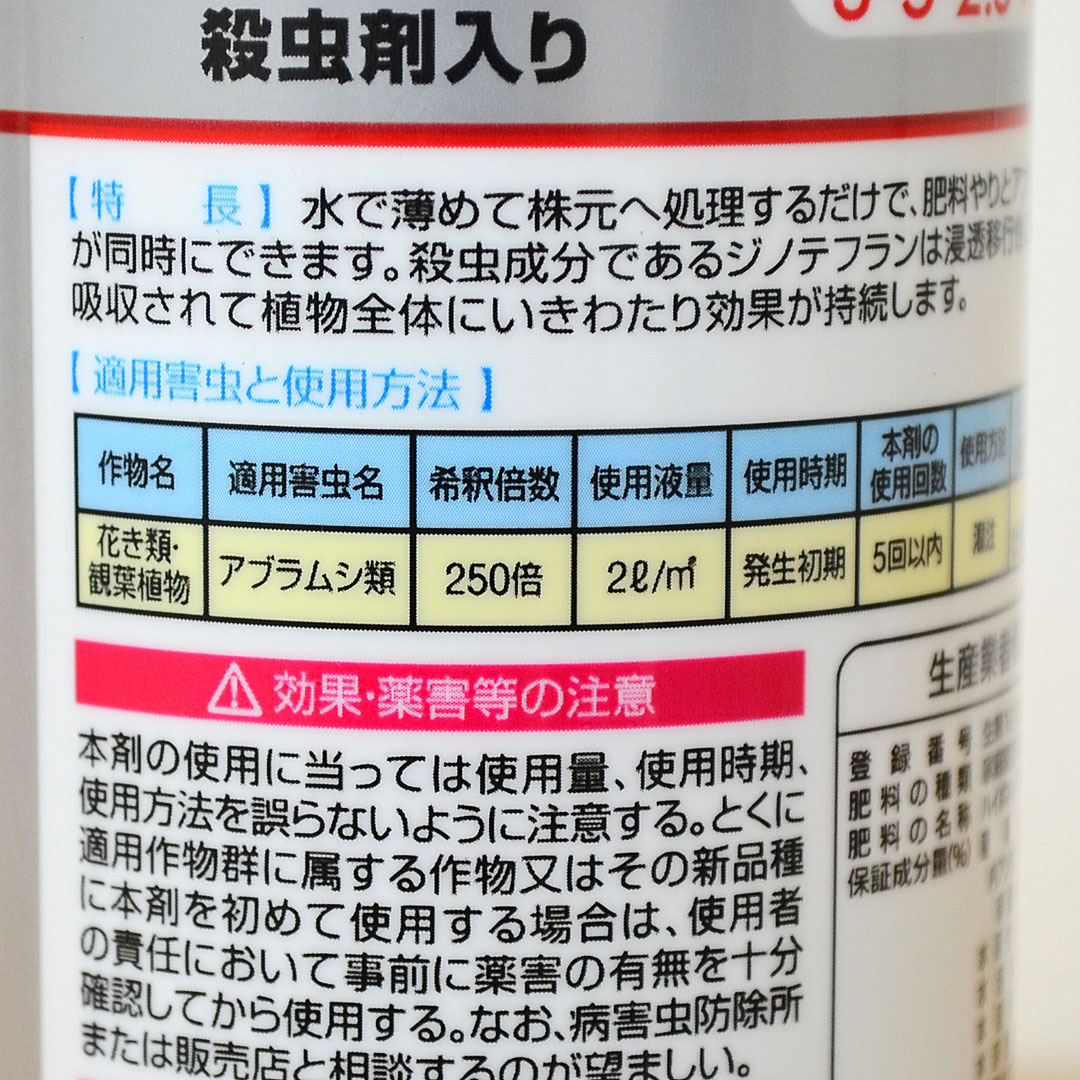 殺虫剤入り
【特 長】 水で薄めて株元へ処理するだけで、肥料やりとア
が同時にできます。殺虫成分であるジノテフランは浸透移行
吸収されて植物全体にいきわたり効果が持続します。
【適用害虫と使用方法】
作物名 適用害虫名 希釈倍数 使用液量 使用時期 本剤の使用回数 使用方法
花き類・観葉植物 アブラムシ類 250倍 2ℓ/㎡ 発生初期 5回以内 灌注
⚠効果・薬害等の注意
本剤の使用に当っては使用量、使用時期、
使用方法を誤らないように注意する。とくに
適用作物群に属する作物又はその新品種
に本剤を初めて使用する場合は、使用者
の責任において事前に薬害の有無を十分
確認してから使用する。なお、病害虫防除所
または販売店と相談するのが望ましい。
生産業者
登録番号
肥料の種類
肥料の名称
保証成分量(%)